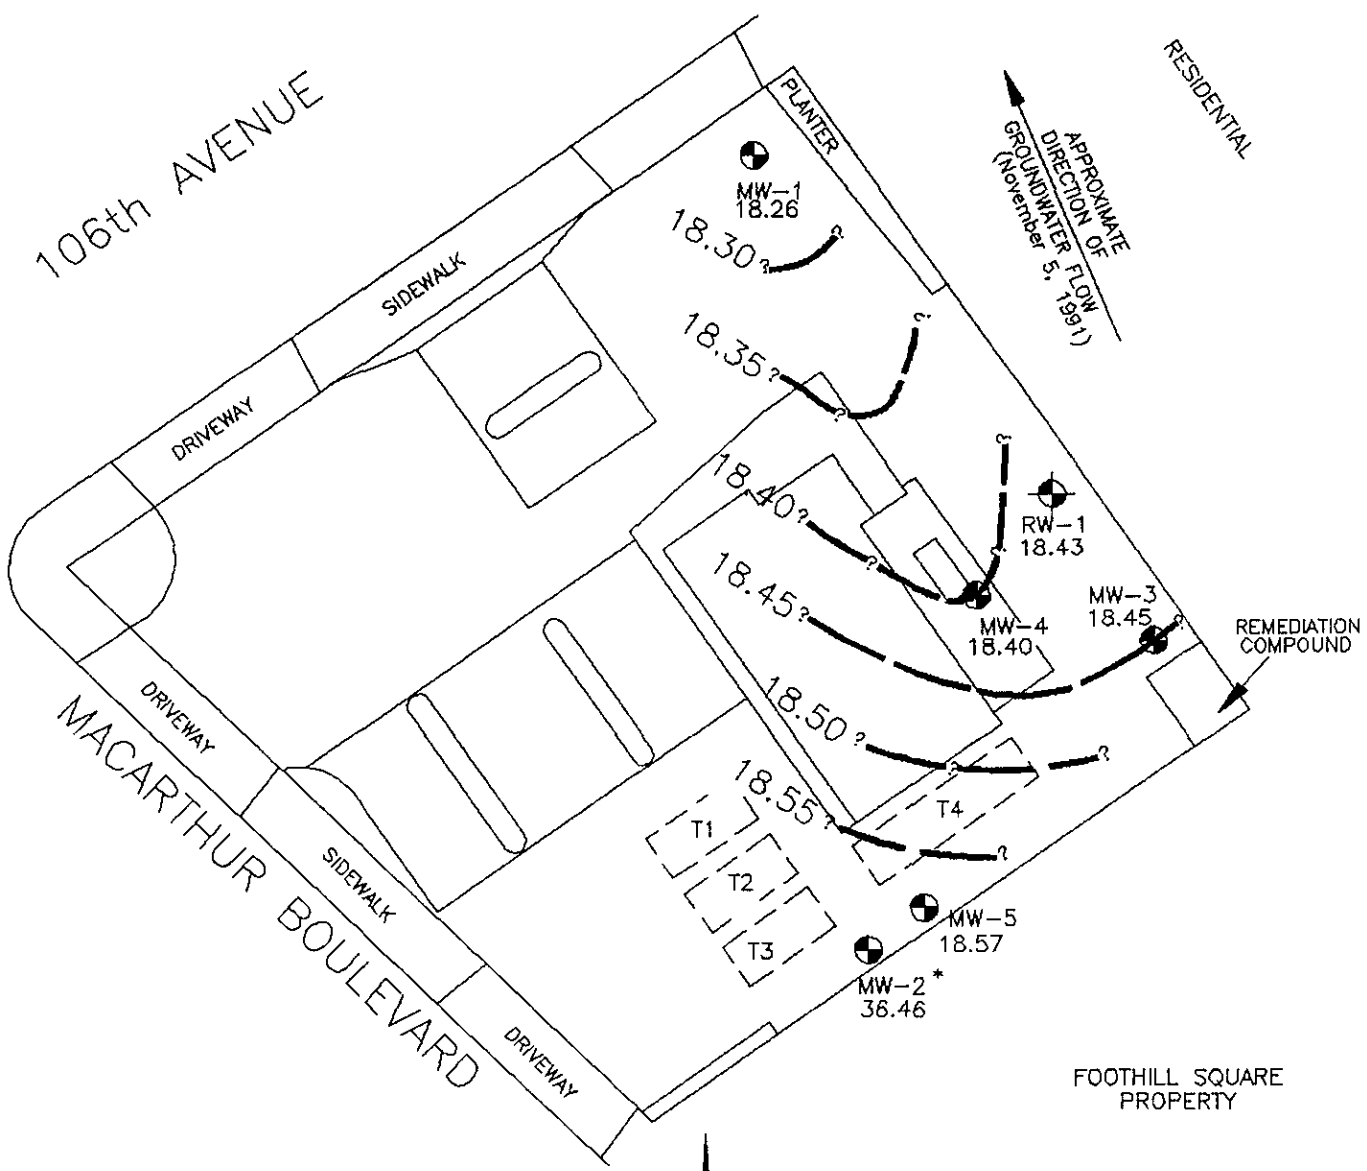 106th AVENUE
RESIDENTIAL
PLANTER
APPROXIMATE
DIRECTION OF
GROUNDWATER FLOW
(November 5, 1991)
MW-1
18.26
18.30 ? ?
SIDEWALK
18.35 ? ? ?
DRIVEWAY
18.40 ? ? ? ?
RW-1
18.43
18.45 ? ?
MW-4
18.40
MW-3
18.45
REMEDIATION
COMPOUND
DRIVEWAY
MACARTHUR BOULEVARD
18.50 ? ? ?
18.55 ? ?
T1
T2
T3
T4
SIDEWALK
MW-5
18.57
MW-2 *
36.46
DRIVEWAY
FOOTHILL SQUARE
PROPERTY